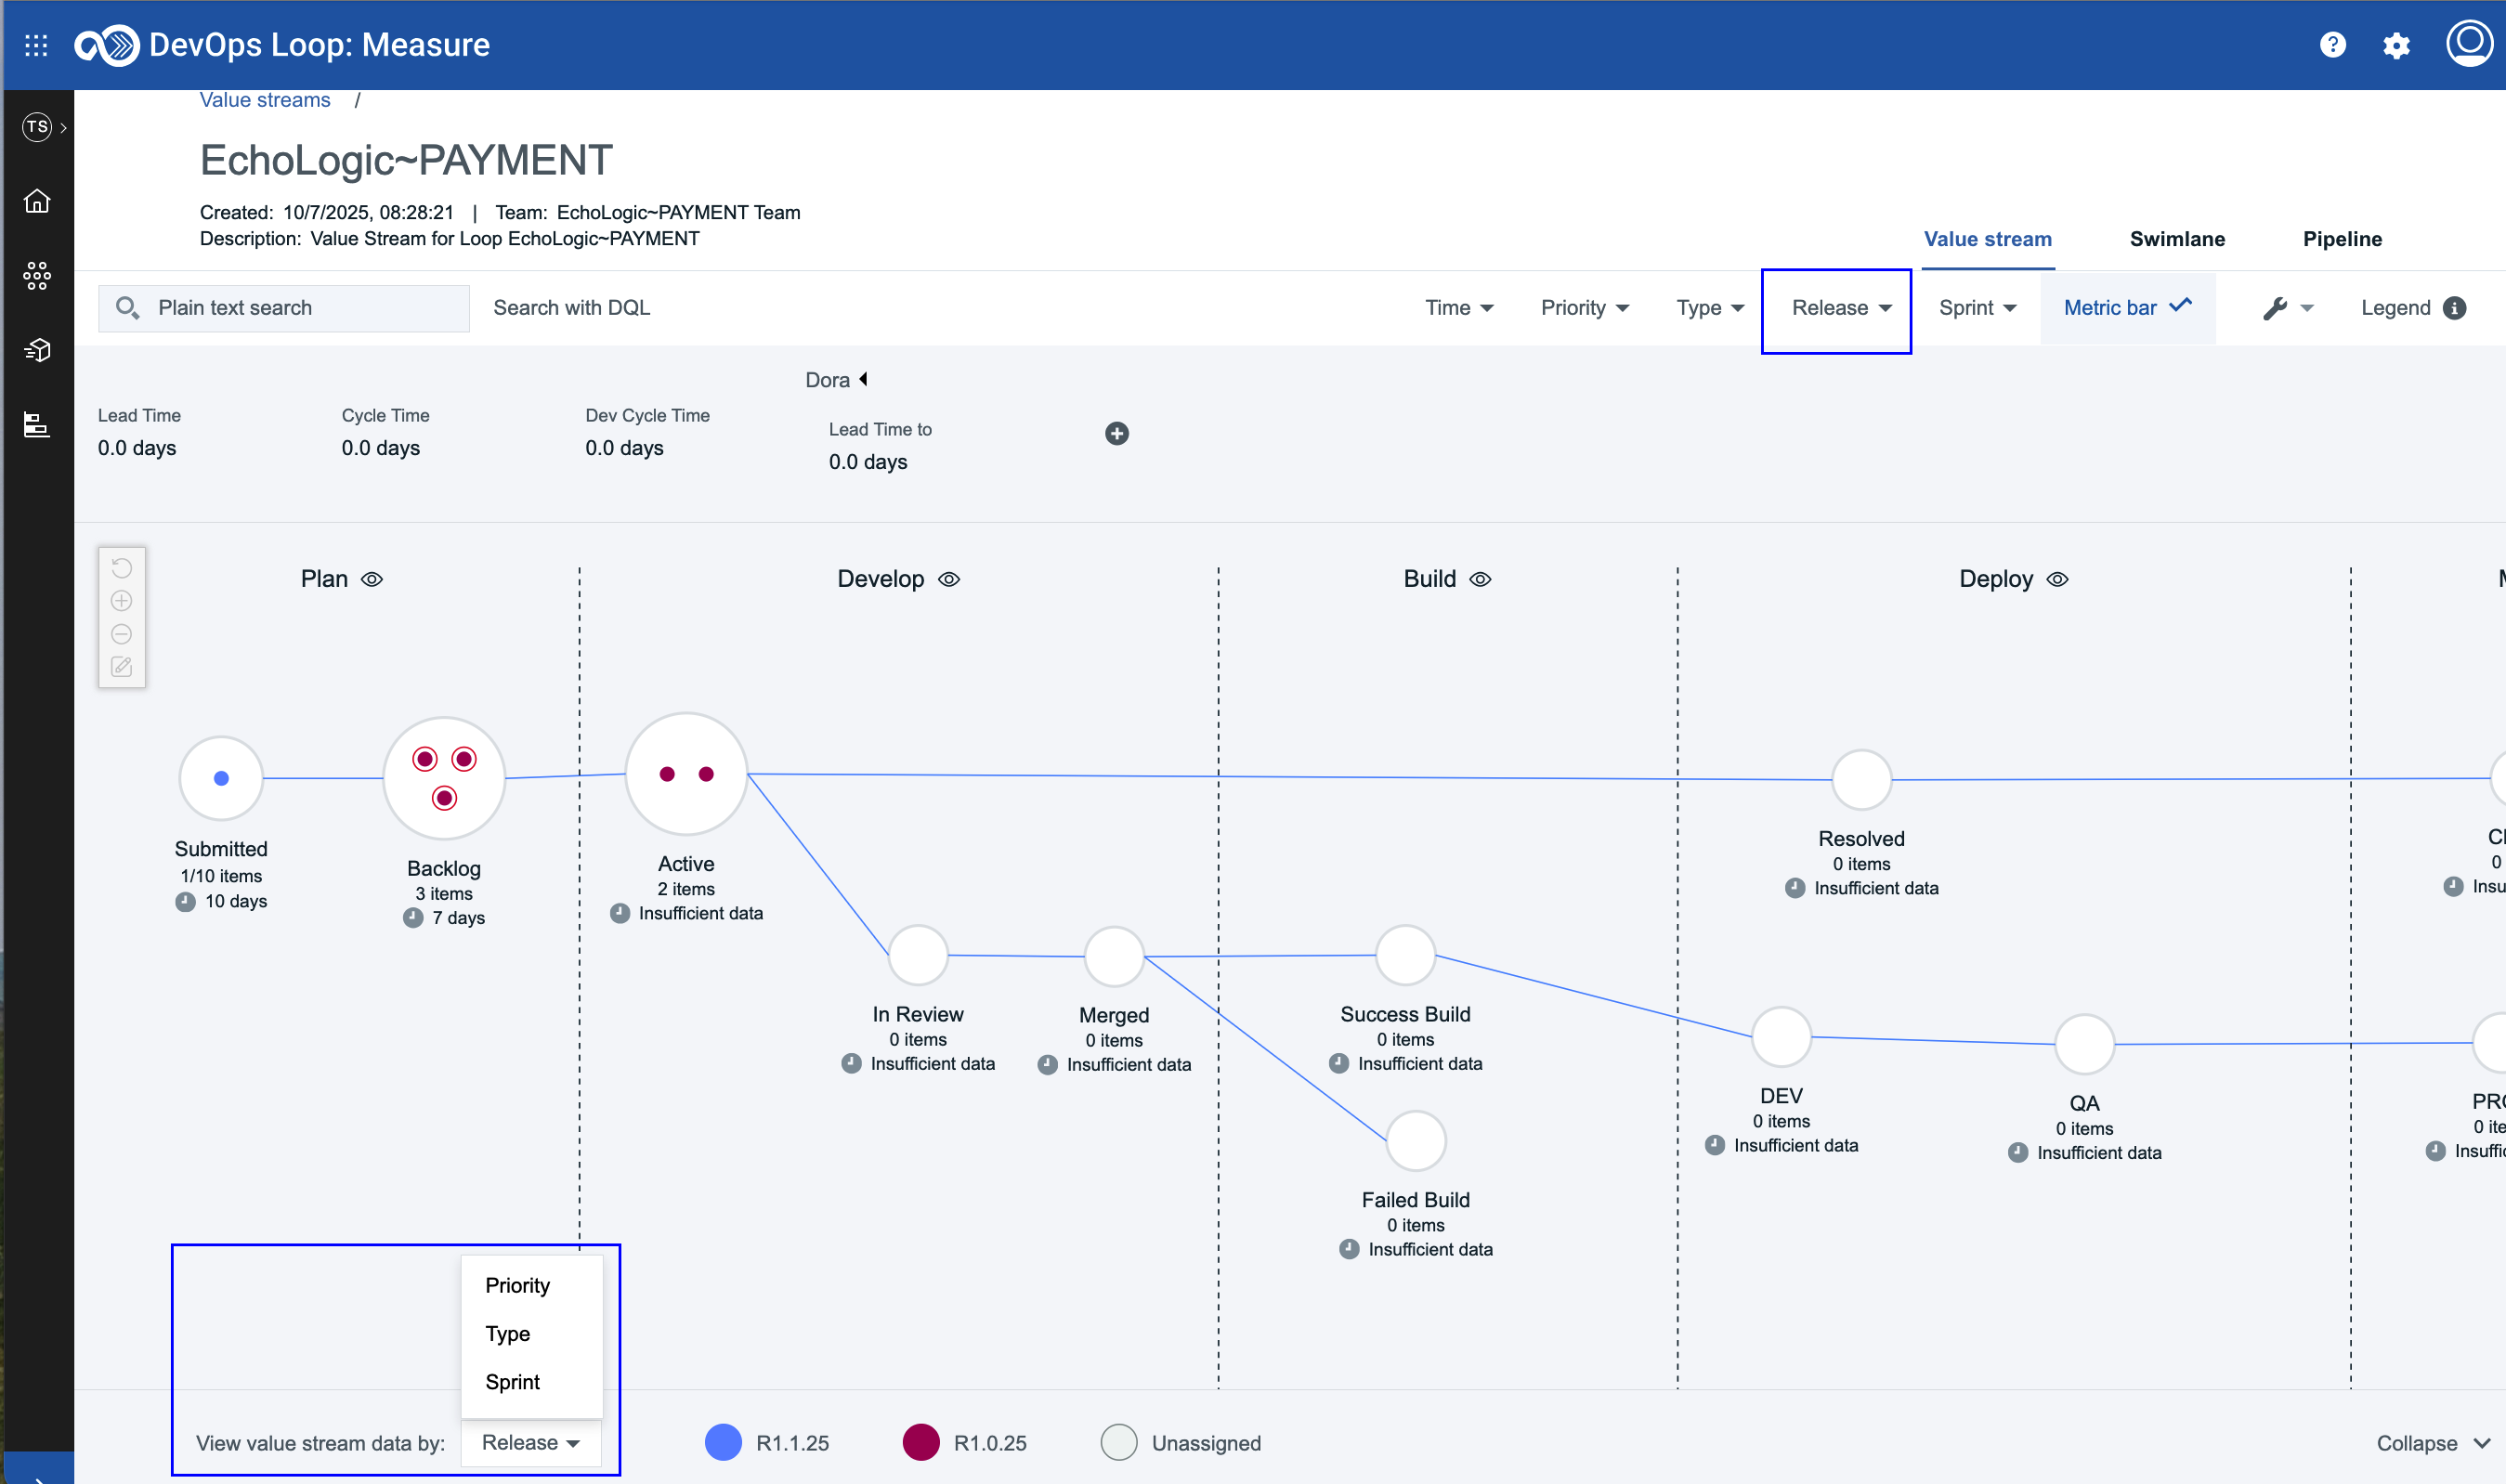 DevOps Loop: Measure
TS
Value streams /
EchoLogic~PAYMENT
Created: 10/7/2025, 08:28:21 | Team: EchoLogic~PAYMENT Team
Description: Value Stream for Loop EchoLogic~PAYMENT
Value stream Swimlane Pipeline
Plain text search Search with DQL Time Priority Type Release Sprint Metric bar Legend
Dora
Lead Time Cycle Time Dev Cycle Time Lead Time to
0.0 days 0.0 days 0.0 days 0.0 days
Plan Develop Build Deploy
Submitted
1/10 items
10 days
Backlog
3 items
7 days
Active
2 items
Insufficient data
Resolved
0 items
Insufficient data
In Review
0 items
Insufficient data
Merged
0 items
Insufficient data
Success Build
0 items
Insufficient data
Failed Build
0 items
Insufficient data
DEV
0 items
Insufficient data
QA
0 items
Insufficient data
Priority
Type
Sprint
View value stream data by: Release R1.1.25 R1.0.25 Unassigned Collapse